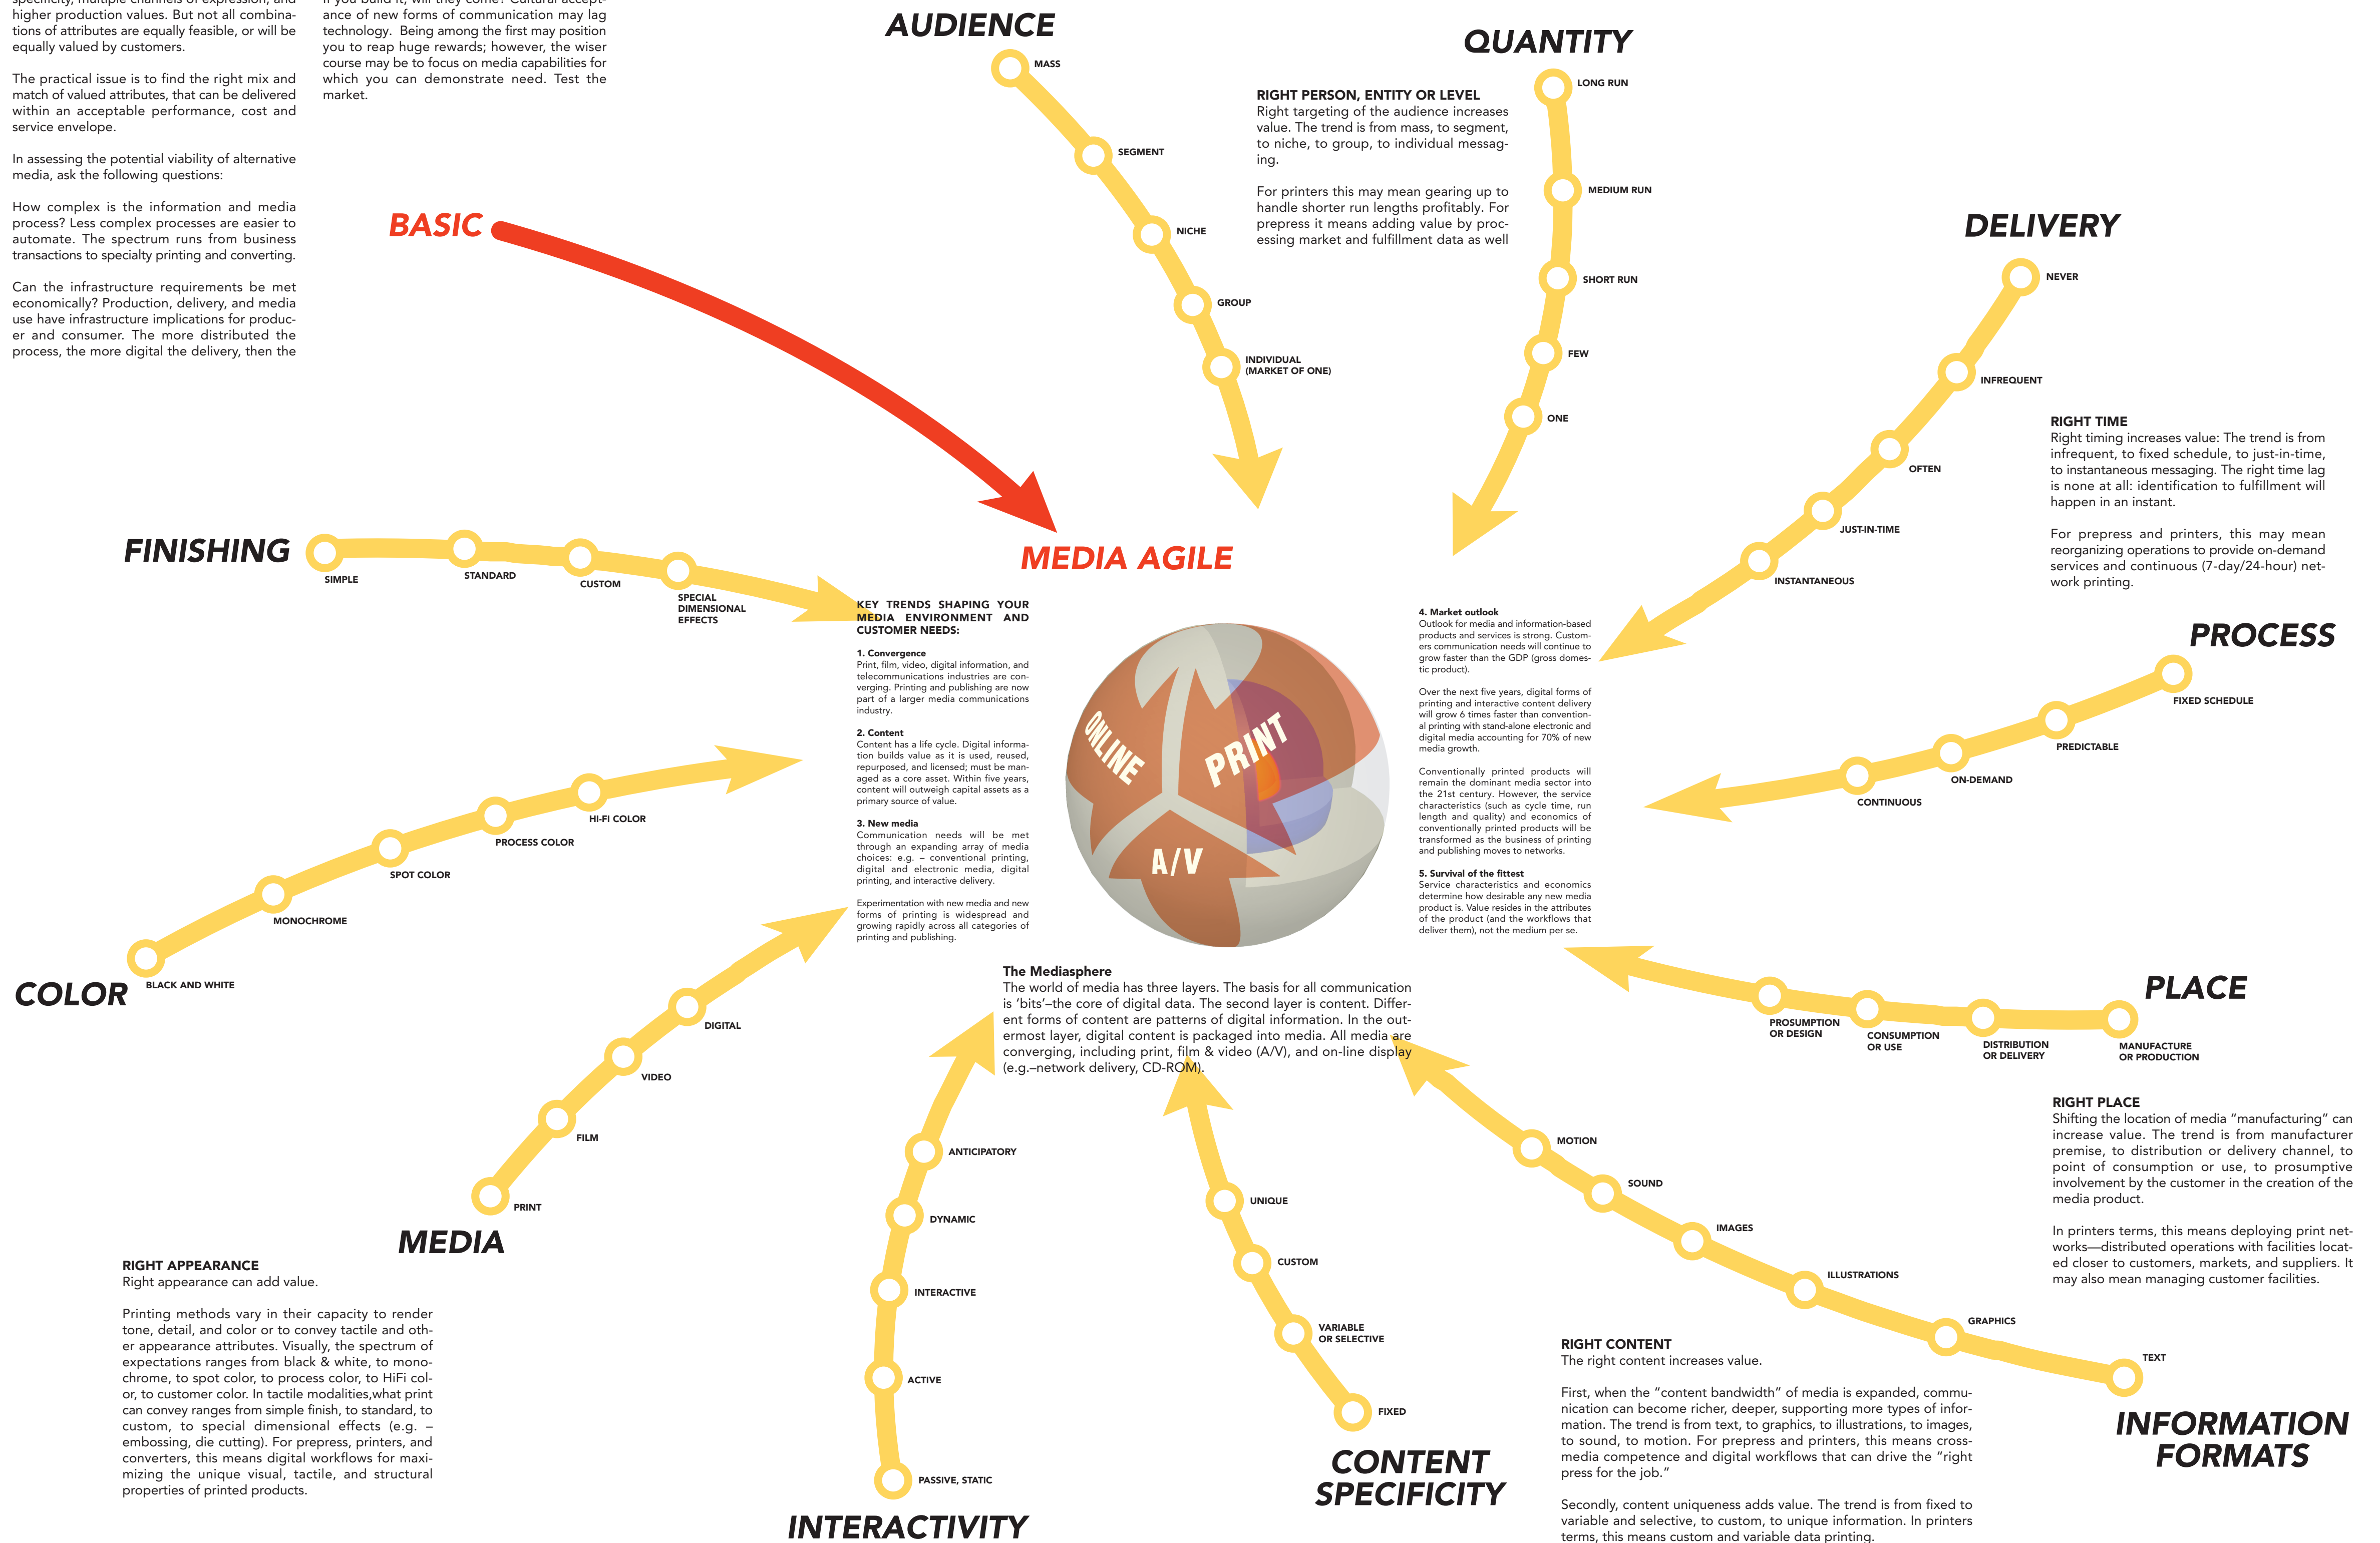 specificity, multiple channels of expression, and
higher production values. But not all combina-
tions of attributes are equally feasible, or will be
equally valued by customers.
The practical issue is to find the right mix and
match of valued attributes, that can be delivered
within an acceptable performance, cost and
service envelope.
In assessing the potential viability of alternative
media, ask the following questions:
How complex is the information and media
process? Less complex processes are easier to
automate. The spectrum runs from business
transactions to specialty printing and converting.
Can the infrastructure requirements be met
economically? Production, delivery, and media
use have infrastructure implications for produc-
er and consumer. The more distributed the
process, the more digital the delivery, then the
If you build it, will they come? Cultural accept-
ance of new forms of communication may lag
technology. Being among the first may position
you to reap huge rewards; however, the wiser
course may be to focus on media capabilities for
which you can demonstrate need. Test the
market.
BASIC
MEDIA AGILE
AUDIENCE
MASS
SEGMENT
NICHE
GROUP
INDIVIDUAL
(MARKET OF ONE)
RIGHT PERSON, ENTITY OR LEVEL
Right targeting of the audience increases
value. The trend is from mass, to segment,
to niche, to group, to individual messag-
ing.
For printers this may mean gearing up to
handle shorter run lengths profitably. For
prepress it means adding value by proc-
essing market and fulfillment data as well
QUANTITY
LONG RUN
MEDIUM RUN
SHORT RUN
FEW
ONE
DELIVERY
NEVER
INFREQUENT
OFTEN
JUST-IN-TIME
INSTANTANEOUS
RIGHT TIME
Right timing increases value: The trend is from
infrequent, to fixed schedule, to just-in-time,
to instantaneous messaging. The right time lag
is none at all: identification to fulfillment will
happen in an instant.
For prepress and printers, this may mean
reorganizing operations to provide on-demand
services and continuous (7-day/24-hour) net-
work printing.
PROCESS
FIXED SCHEDULE
PREDICTABLE
ON-DEMAND
CONTINUOUS
FINISHING
SIMPLE
STANDARD
CUSTOM
SPECIAL
DIMENSIONAL
EFFECTS
KEY TRENDS SHAPING YOUR
MEDIA ENVIRONMENT AND
CUSTOMER NEEDS:
1. Convergence
Print, film, video, digital information, and
telecommunications industries are con-
verging. Printing and publishing are now
part of a larger media communications
industry.
2. Content
Content has a life cycle. Digital informa-
tion builds value as it is used, reused,
repurposed, and licensed; must be man-
aged as a core asset. Within five years,
content will outweigh capital assets as a
primary source of value.
3. New media
Communication needs will be met
through an expanding array of media
choices: e.g. – conventional printing,
digital and electronic media, digital
printing, and interactive delivery.
Experimentation with new media and new
forms of printing is widespread and
growing rapidly across all categories of
printing and publishing.
ONLINE
PRINT
A/V
4. Market outlook
Outlook for media and information-based
products and services is strong. Custom-
ers communication needs will continue to
grow faster than the GDP (gross domes-
tic product).
Over the next five years, digital forms of
printing and interactive content delivery
will grow 6 times faster than convention-
al printing with stand-alone electronic and
digital media accounting for 70% of new
media growth.
Conventionally printed products will
remain the dominant media sector into
the 21st century. However, the service
characteristics (such as cycle time, run
length and quality) and economics of
conventionally printed products will be
transformed as the business of printing
and publishing moves to networks.
5. Survival of the fittest
Service characteristics and economics
determine how desirable any new media
product is. Value resides in the attributes
of the product (and the workflows that
deliver them), not the medium per se.
The Mediasphere
The world of media has three layers. The basis for all communication
is ‘bits’–the core of digital data. The second layer is content. Differ-
ent forms of content are patterns of digital information. In the out-
ermost layer, digital content is packaged into media. All media are
converging, including print, film & video (A/V), and on-line display
(e.g.–network delivery, CD-ROM).
COLOR
BLACK AND WHITE
MONOCHROME
SPOT COLOR
PROCESS COLOR
HI-FI COLOR
MEDIA
PRINT
FILM
VIDEO
DIGITAL
RIGHT APPEARANCE
Right appearance can add value.
Printing methods vary in their capacity to render
tone, detail, and color or to convey tactile and oth-
er appearance attributes. Visually, the spectrum of
expectations ranges from black & white, to mono-
chrome, to spot color, to process color, to HiFi col-
or, to customer color. In tactile modalities,what print
can convey ranges from simple finish, to standard, to
custom, to special dimensional effects (e.g. –
embossing, die cutting). For prepress, printers, and
converters, this means digital workflows for maxi-
mizing the unique visual, tactile, and structural
properties of printed products.
INTERACTIVITY
ANTICIPATORY
DYNAMIC
INTERACTIVE
ACTIVE
PASSIVE, STATIC
UNIQUE
CUSTOM
VARIABLE
OR SELECTIVE
FIXED
CONTENT
SPECIFICITY
MOTION
SOUND
IMAGES
ILLUSTRATIONS
GRAPHICS
TEXT
INFORMATION
FORMATS
RIGHT CONTENT
The right content increases value.
First, when the “content bandwidth” of media is expanded, commu-
nication can become richer, deeper, supporting more types of infor-
mation. The trend is from text, to graphics, to illustrations, to images,
to sound, to motion. For prepress and printers, this means cross-
media competence and digital workflows that can drive the “right
press for the job.”
Secondly, content uniqueness adds value. The trend is from fixed to
variable and selective, to custom, to unique information. In printers
terms, this means custom and variable data printing.
PLACE
PROSUMPTION
OR DESIGN
CONSUMPTION
OR USE
DISTRIBUTION
OR DELIVERY
MANUFACTURE
OR PRODUCTION
RIGHT PLACE
Shifting the location of media “manufacturing” can
increase value. The trend is from manufacturer
premise, to distribution or delivery channel, to
point of consumption or use, to prosumptive
involvement by the customer in the creation of the
media product.
In printers terms, this means deploying print net-
works—distributed operations with facilities locat-
ed closer to customers, markets, and suppliers. It
may also mean managing customer facilities.